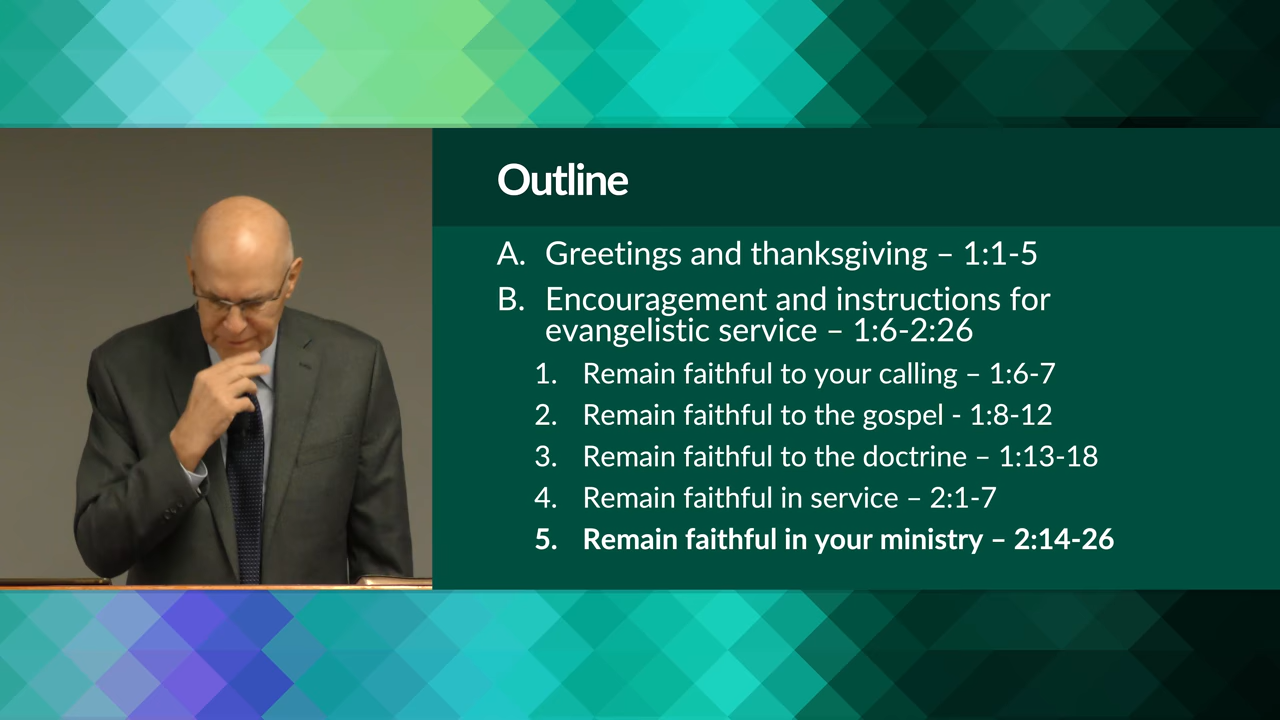 Outline
A. Greetings and thanksgiving – 1:1-5
B. Encouragement and instructions for
evangelistic service – 1:6-2:26
1. Remain faithful to your calling – 1:6-7
2. Remain faithful to the gospel - 1:8-12
3. Remain faithful to the doctrine – 1:13-18
4. Remain faithful in service – 2:1-7
5. Remain faithful in your ministry – 2:14-26